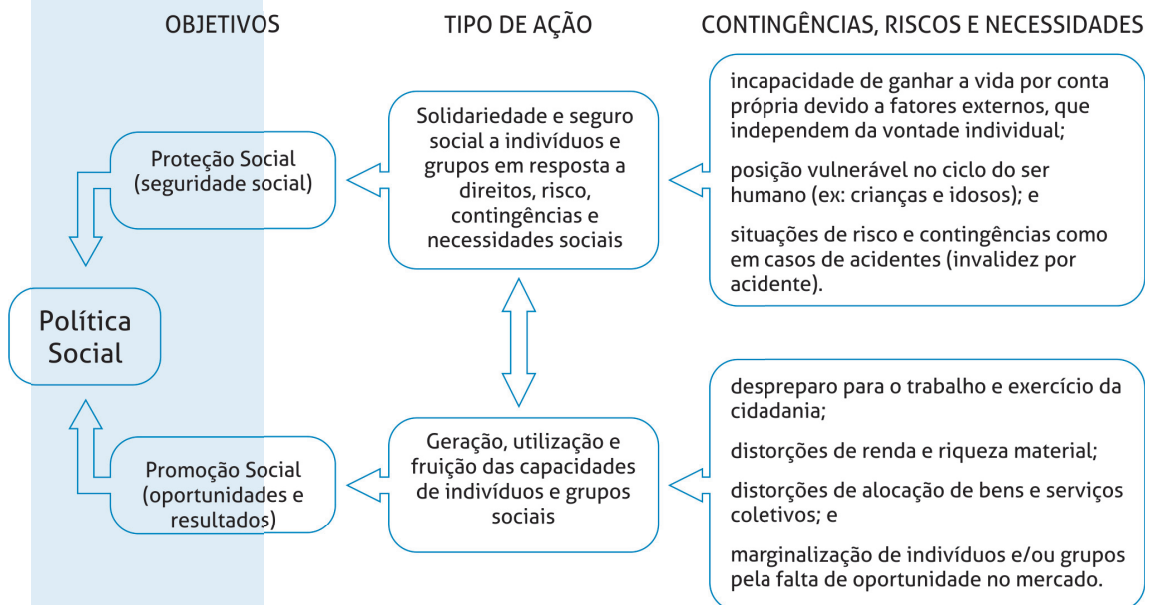 OBJETIVOS
TIPO DE AÇÃO
CONTINGÊNCIAS, RISCOS E NECESSIDADES
Política
Social
Proteção Social
(seguridade social)
Solidariedade e seguro
social a indivíduos e
grupos em resposta a
direitos, risco,
contingências e
necessidades sociais
incapacidade de ganhar a vida por conta
própria devido a fatores externos, que
independem da vontade individual;
posição vulnerável no ciclo do ser
humano (ex: crianças e idosos); e
situações de risco e contingências como
em casos de acidentes (invalidez por
acidente).
Promoção Social
(oportunidades e
resultados)
Geração, utilização e
fruição das capacidades
de indivíduos e grupos
sociais
despreparo para o trabalho e exercício da
cidadania;
distorções de renda e riqueza material;
distorções de alocação de bens e serviços
coletivos; e
marginalização de indivíduos e/ou grupos
pela falta de oportunidade no mercado.